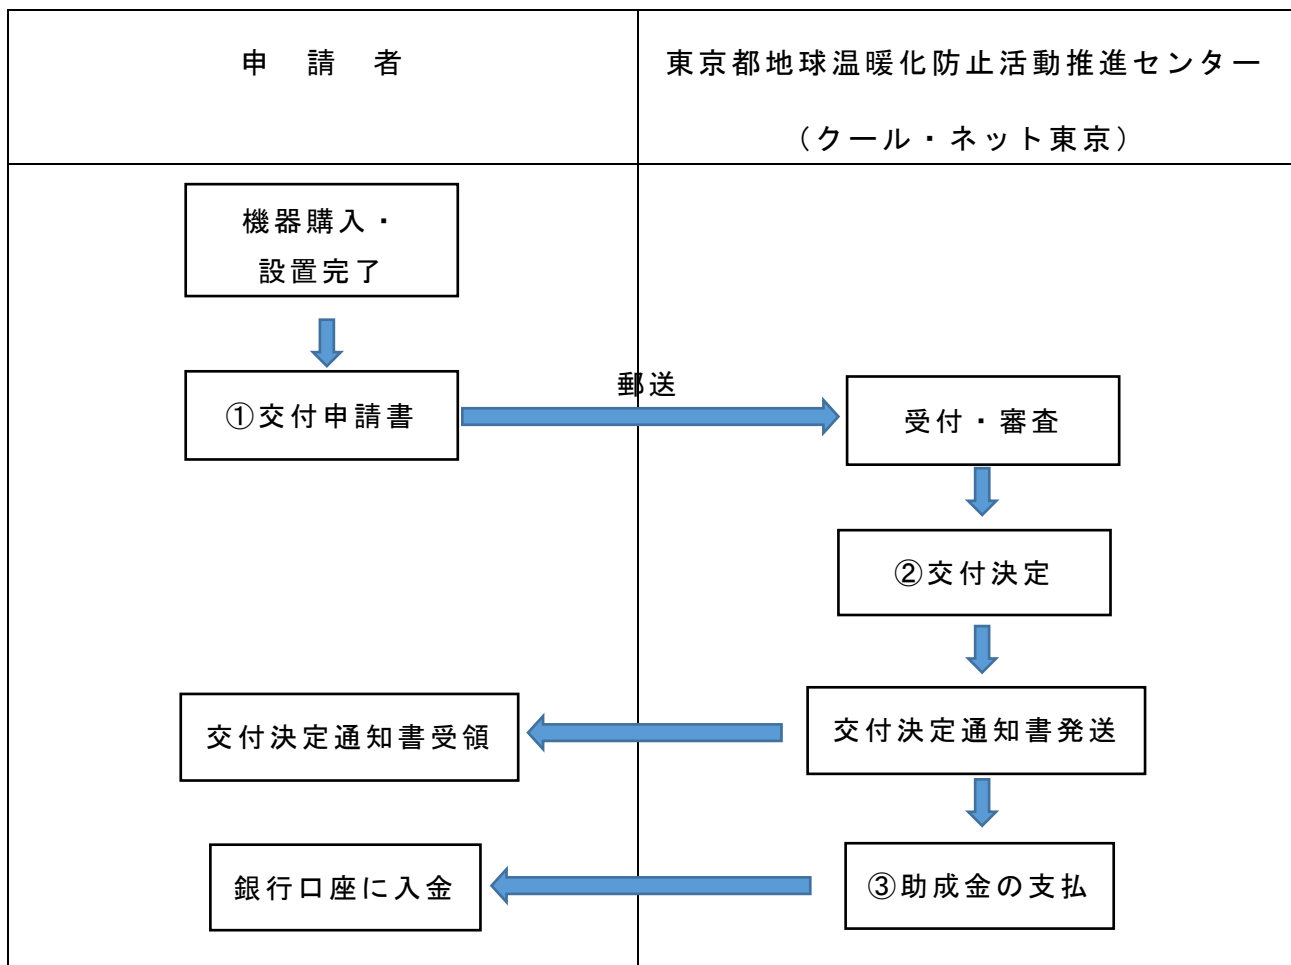 申請者
東京都地球温暖化防止活動推進センター
（クール・ネット東京）
機器購入・
設置完了
①交付申請書
郵送
受付・審査
②交付決定
交付決定通知書発送
交付決定通知書受領
③助成金の支払
銀行口座に入金